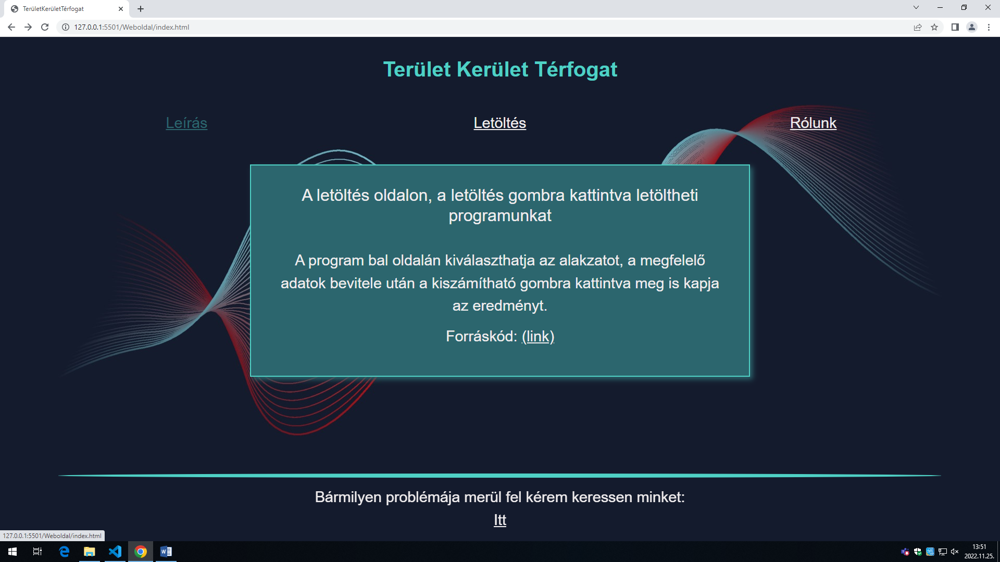 TerületKerületTérfogat
127.0.0.1:5501/Weboldal/index.html
Terület Kerület Térfogat
Leírás
Letöltés
Rólunk
A letöltés oldalon, a letöltés gombra kattintva letöltheti
programunkat
A program bal oldalán kiválaszthatja az alakzatot, a megfelelő
adatok bevitele után a kiszámítható gombra kattintva meg is kapja
az eredményt.
Forráskód: (link)
Bármilyen problémája merül fel kérem keressen minket:
Itt
127.0.0.1:5501/Weboldal/index.html
13:51
2022.11.25.